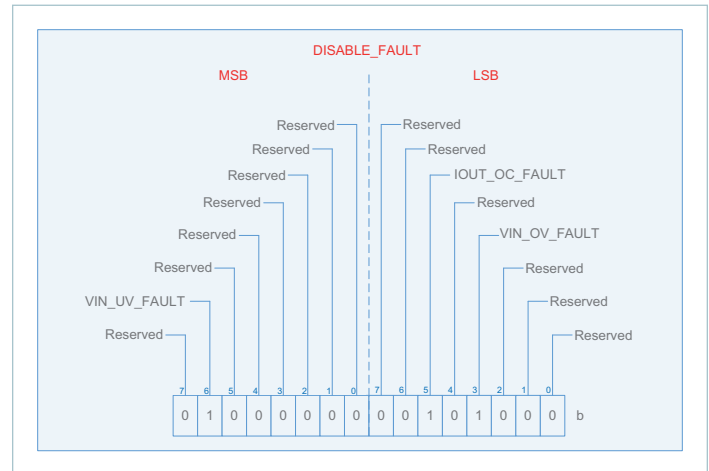 DISABLE_FAULT
MSB LSB
Reserved Reserved
Reserved Reserved
Reserved IOUT_OC_FAULT
Reserved Reserved
Reserved VIN_OV_FAULT
Reserved Reserved
VIN_UV_FAULT Reserved
Reserved Reserved
7 6 5 4 3 2 1 0 7 6 5 4 3 2 1 0
0 1 0 0 0 0 0 0 0 0 1 0 1 0 0 0 b